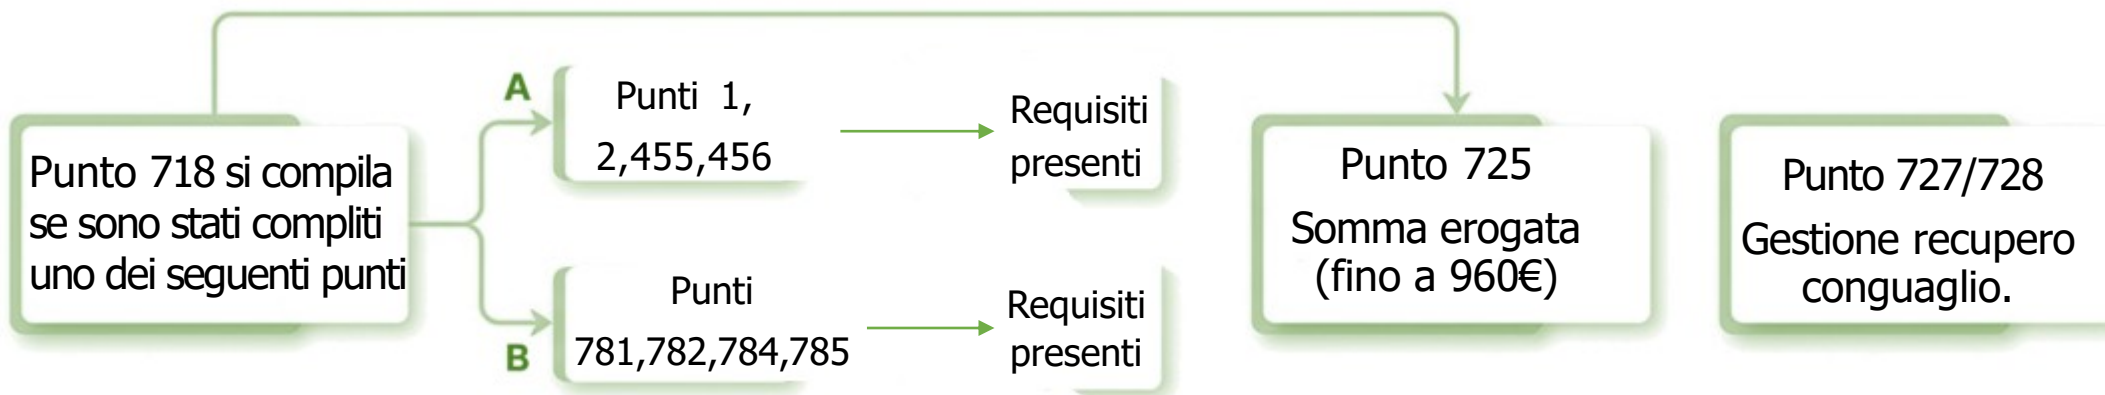 Punto 718 si compila
se sono stati compliti
uno dei seguenti punti
A
Punti 1,
2,455,456
Requisiti
presenti
B
Punti
781,782,784,785
Requisiti
presenti
Punto 725
Somma erogata
(fino a 960€)
Punto 727/728
Gestione recupero
conguaglio.